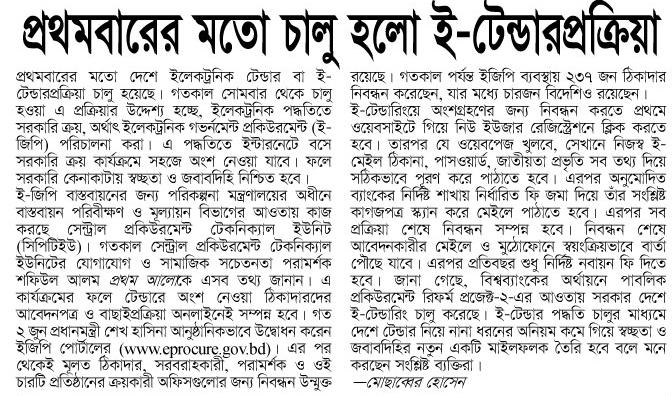 প্রথমবারের মতো চালু হলো ই-টেন্ডারপ্রক্রিয়া
প্রথমবারের মতো দেশে ইলেকট্রনিক টেন্ডার বা ই-
টেন্ডারপ্রক্রিয়া চালু হয়েছে। গতকাল সোমবার থেকে চালু
হওয়া এ প্রক্রিয়ার উদ্দেশ্য হচ্ছে, ইলেকট্রনিক পদ্ধতিতে
সরকারি ক্রয়, অর্থাৎ ইলেকট্রনিক গভর্নমেন্ট প্রকিউরমেন্ট (ই-
জিপি) পরিচালনা করা। এ পদ্ধতিতে ইন্টারনেটে বসে
সরকারি ক্রয় কার্যক্রমে সহজে অংশ নেওয়া যাবে। ফলে
সরকারি কেনাকাটায় স্বচ্ছতা ও জবাবদিহি নিশ্চিত হবে।
ই-জিপি বাস্তবায়নের জন্য পরিকল্পনা মন্ত্রণালয়ের অধীনে
বাস্তবায়ন পরিবীক্ষণ ও মূল্যায়ন বিভাগের আওতায় কাজ
করছে সেন্ট্রাল প্রকিউরমেন্ট টেকনিক্যাল ইউনিট
(সিপিটিইউ)। গতকাল সেন্ট্রাল প্রকিউরমেন্ট টেকনিক্যাল
ইউনিটের যোগাযোগ ও সামাজিক সচেতনতা পরামর্শক
শফিউল আলম প্রথম আলোকে এসব তথ্য জানান। এ
কার্যক্রমের ফলে টেন্ডারে অংশ নেওয়া ঠিকাদারদের
আবেদনপত্র ও বাছাইপ্রক্রিয়া অনলাইনেই সম্পন্ন হবে। গত
২ জুন প্রধানমন্ত্রী শেখ হাসিনা আনুষ্ঠানিকভাবে উদ্বোধন করেন
ইজিপি পোর্টালের (www.eprocure.gov.bd)। এর পর
থেকেই মূলত ঠিকাদার, সরবরাহকারী, পরামর্শক ও ওই
চারটি প্রতিষ্ঠানের ক্রয়কারী অফিসগুলোর জন্য নিবন্ধন উন্মুক্ত
রয়েছে। গতকাল পর্যন্ত ইজিপি ব্যবস্থায় ২৩৭ জন ঠিকাদার
নিবন্ধন করেছেন, যার মধ্যে চারজন বিদেশিও রয়েছেন।
ই-টেন্ডারিংয়ে অংশগ্রহণের জন্য নিবন্ধন করতে প্রথমে
ওয়েবসাইটে গিয়ে নিউ ইউজার রেজিস্ট্রেশনে ক্লিক করতে
হবে। তারপর যে ওয়েবপেজ খুলবে, সেখানে নিজস্ব ই-
মেইল ঠিকানা, পাসওয়ার্ড, জাতীয়তা প্রভৃতি সব তথ্য দিয়ে
সঠিকভাবে পূরণ করে পাঠাতে হবে। এরপর অনুমোদিত
ব্যাংকের নির্দিষ্ট শাখায় নির্ধারিত ফি জমা দিয়ে তাঁর সংশ্লিষ্ট
কাগজপত্র স্ক্যান করে মেইলে পাঠাতে হবে। এরপর সব
প্রক্রিয়া শেষে নিবন্ধন সম্পন্ন হবে। নিবন্ধন শেষে
আবেদনকারীর মেইলে ও মুঠোফোনে স্বয়ংক্রিয়ভাবে বার্তা
পৌছে যাবে। এরপর প্রতিবছর শুধু নির্দিষ্ট নবায়ন ফি দিতে
হবে। জানা গেছে, বিশ্বব্যাংকের অর্থায়নে পাবলিক
প্রকিউরমেন্ট রিফর্ম প্রজেক্ট-২-এর আওতায় সরকার দেশে
ই-টেন্ডারিং চালু করেছে। ই-টেন্ডার পদ্ধতি চালুর মাধ্যমে
দেশে টেন্ডার নিয়ে নানা ধরনের অনিয়ম কমে গিয়ে স্বচ্ছতা ও
জবাবদিহির নতুন একটি মাইলফলক তৈরি হবে বলে মনে
করছেন সংশ্লিষ্ট ব্যক্তিরা।
—মোছাব্বের হোসেন